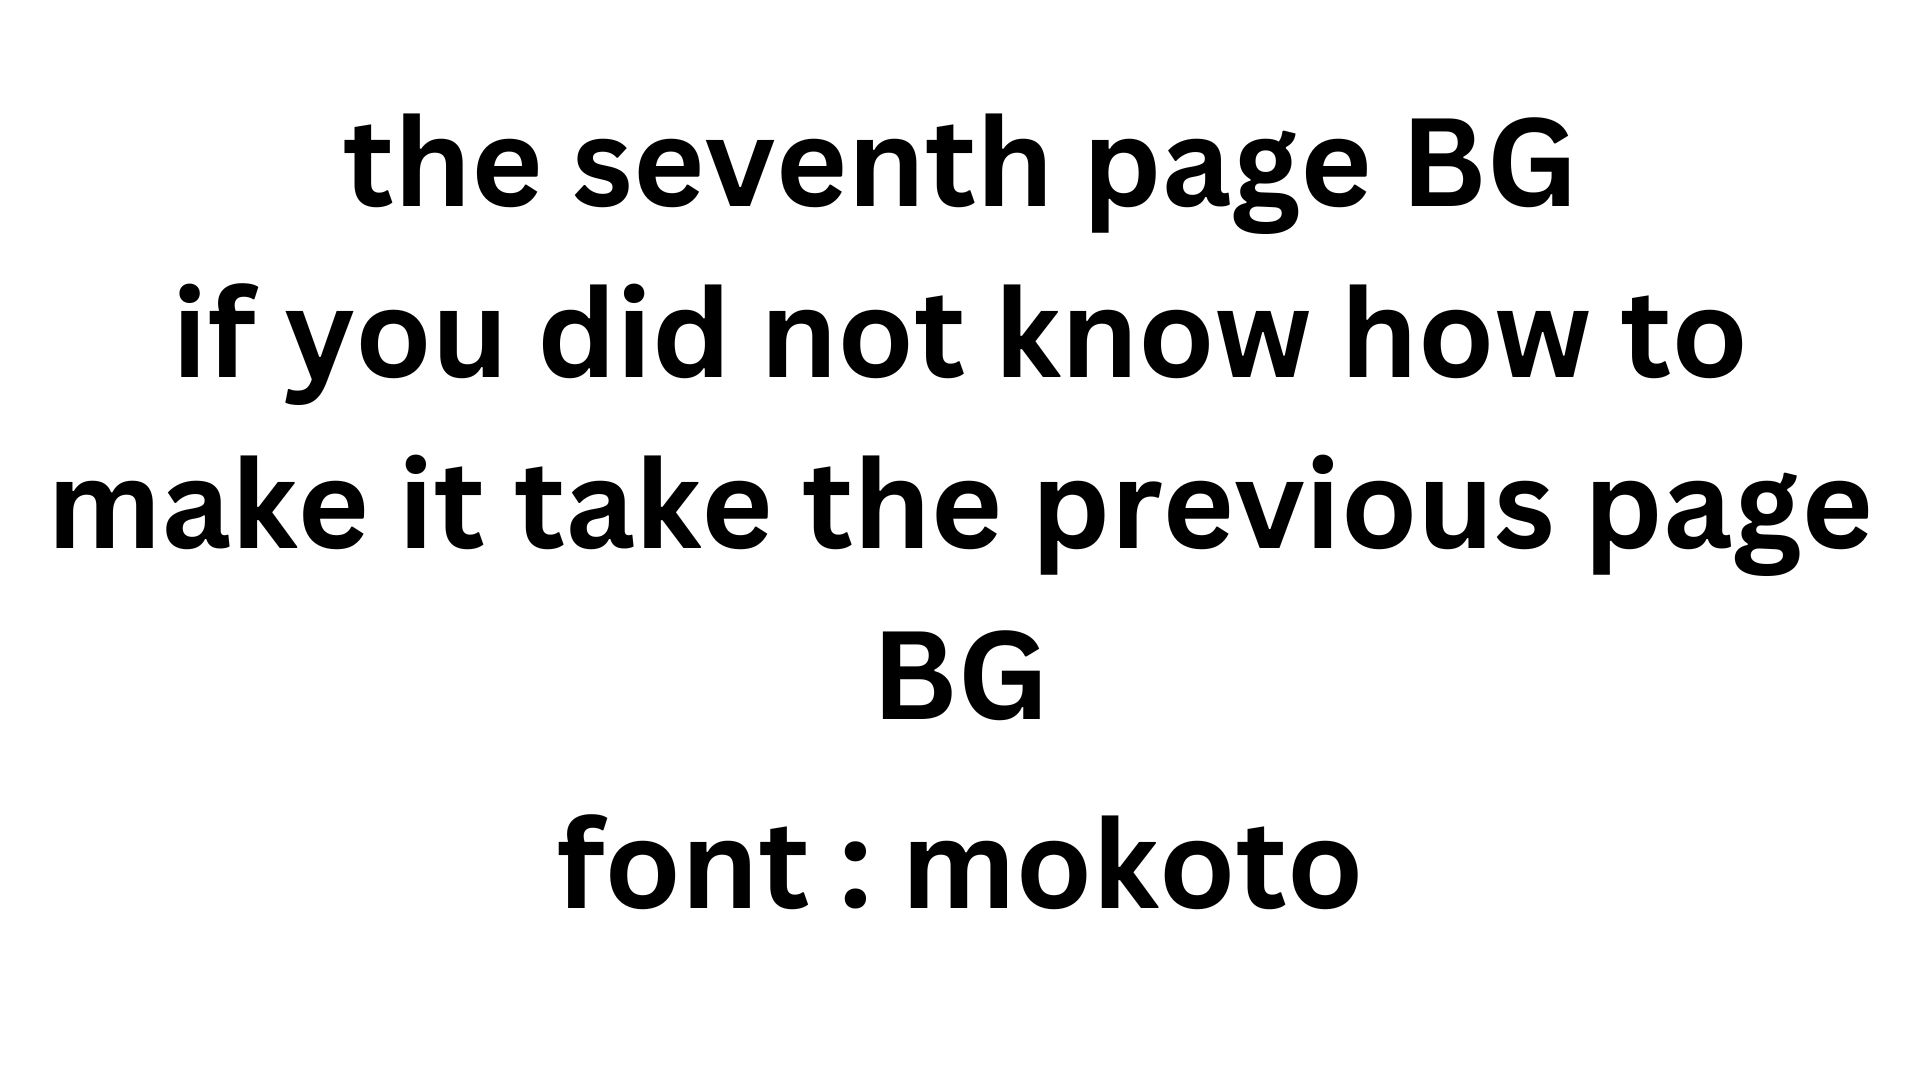 the seventh page BG
if you did not know how to
make it take the previous page
BG
font : mokoto